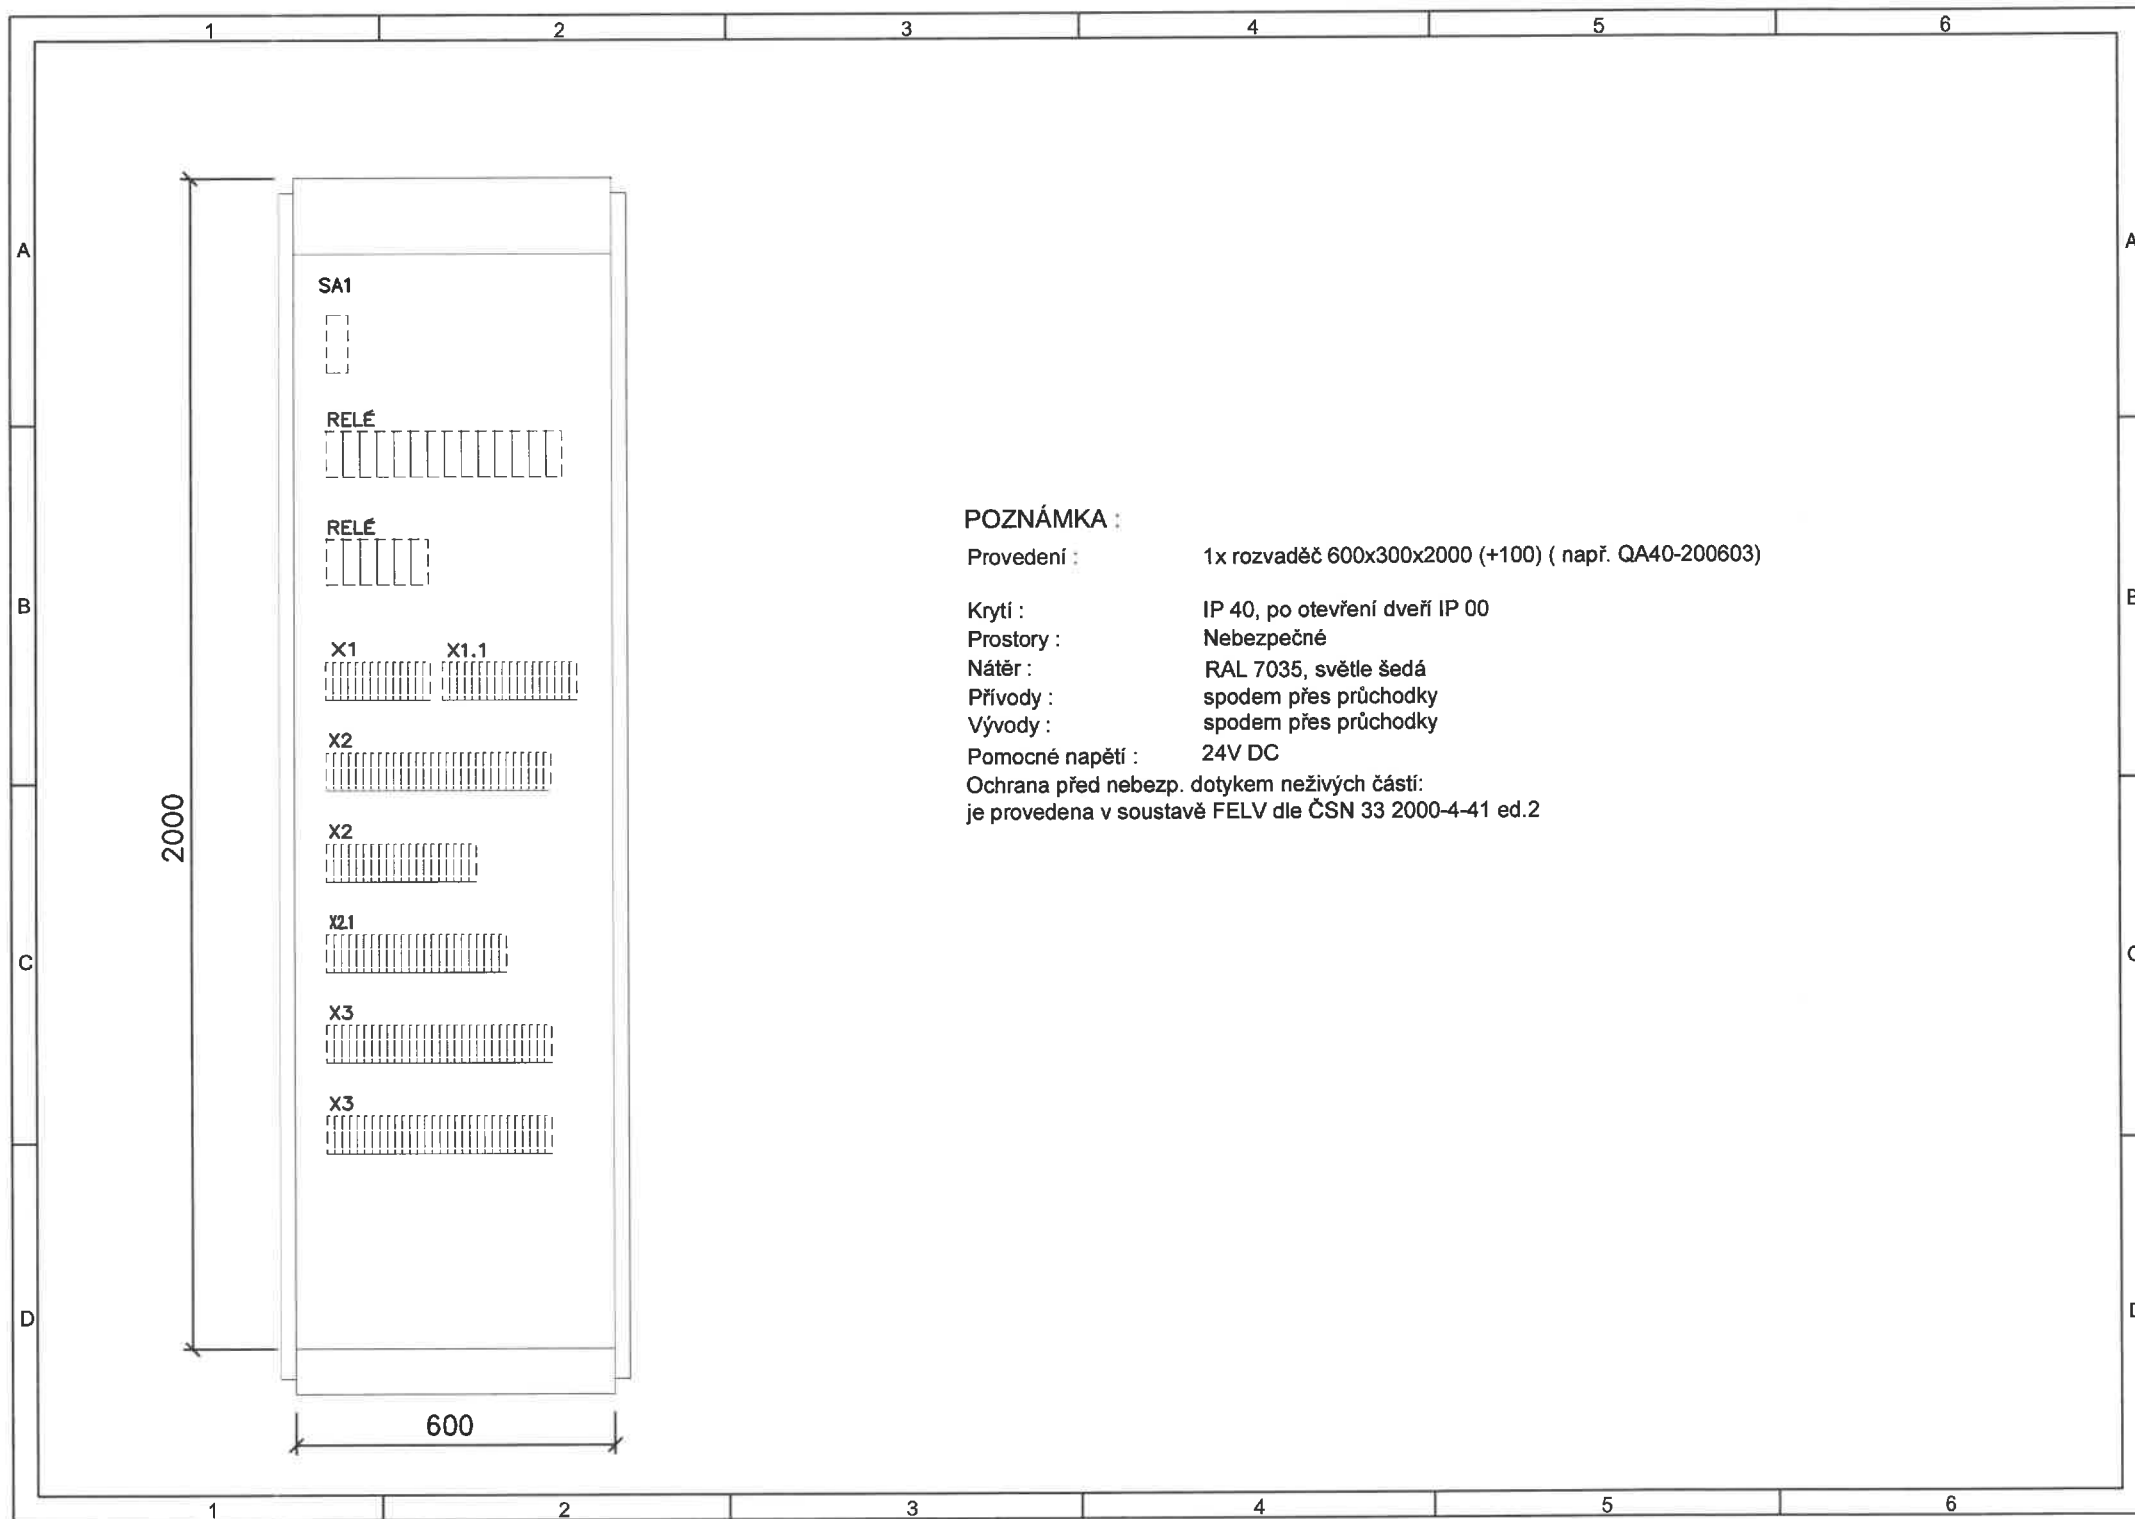 1 2 3 4 5 6
A A
SA1
RELÉ
RELÉ
POZNÁMKA :
Provedení : 1x rozvaděč 600x300x2000 (+100) ( např. QA40-200603)
B
Krytí : IP 40, po otevření dveří IP 00
Prostory : Nebezpečné
X1 X1.1
Nátěr : RAL 7035, světle šedá
Přívody : spodem přes průchodky
Vývody : spodem přes průchodky
X2
Pomocné napětí : 24V DC
Ochrana před nebezp. dotykem neživých částí:
je provedena v soustavě FELV dle ČSN 33 2000-4-41 ed.2
2000
X2
X2.1
C
X3
X3
D
600
1 2 3 4 5 6